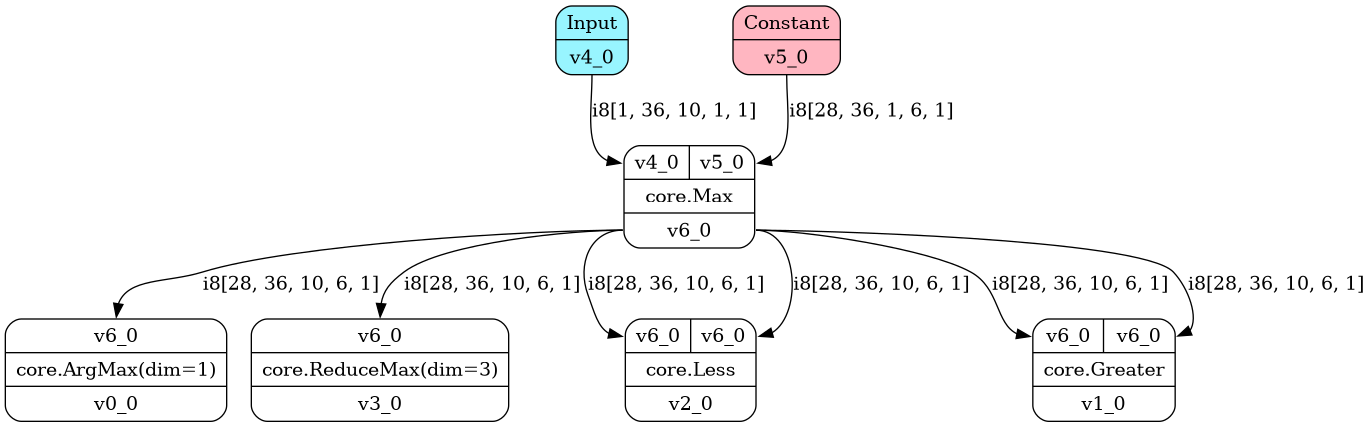 Input
v4_0
Constant
v5_0
i8[1, 36, 10, 1, 1]
i8[28, 36, 1, 6, 1]
v4_0 v5_0
core.Max
v6_0
i8[28, 36, 10, 6, 1]
i8[28, 36, 10, 6, 1]
i8[28, 36, 10, 6, 1]
i8[28, 36, 10, 6, 1]
i8[28, 36, 10, 6, 1]
i8[28, 36, 10, 6, 1]
v6_0
core.ArgMax(dim=1)
v0_0
v6_0
core.ReduceMax(dim=3)
v3_0
v6_0 v6_0
core.Less
v2_0
v6_0 v6_0
core.Greater
v1_0